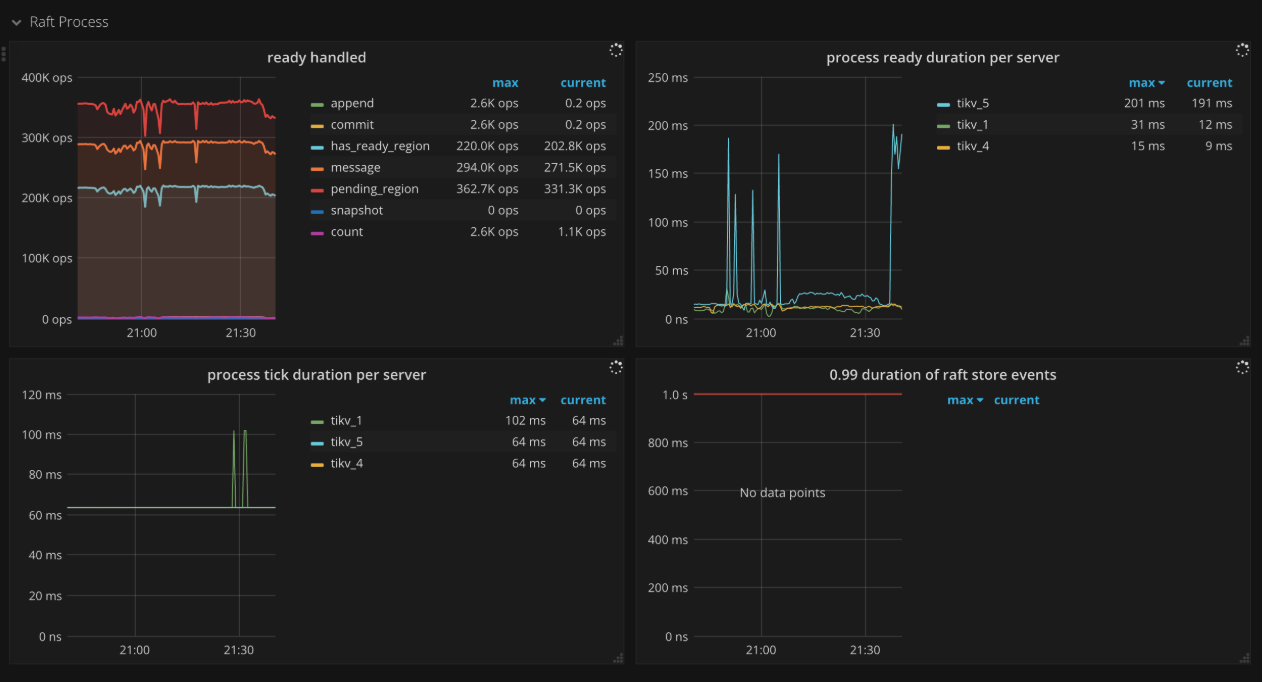 Raft Process
ready handled
max current
400K ops
300K ops
200K ops
100K ops
0 ops
21:00 21:30
append 2.6K ops 0.2 ops
commit 2.6K ops 0.2 ops
has_ready_region 220.0K ops 202.8K ops
message 294.0K ops 271.5K ops
pending_region 362.7K ops 331.3K ops
snapshot 0 ops 0 ops
count 2.6K ops 1.1K ops
process ready duration per server
max current
250 ms
200 ms
150 ms
100 ms
50 ms
0 ns
21:00 21:30
tikv_5 201 ms 191 ms
tikv_1 31 ms 12 ms
tikv_4 15 ms 9 ms
process tick duration per server
max current
120 ms
100 ms
80 ms
60 ms
40 ms
20 ms
0 ns
21:00 21:30
tikv_1 102 ms 64 ms
tikv_5 64 ms 64 ms
tikv_4 64 ms 64 ms
0.99 duration of raft store events
max current
1.0 s
800 ms
600 ms
400 ms
200 ms
0 ns
No data points
21:00 21:30